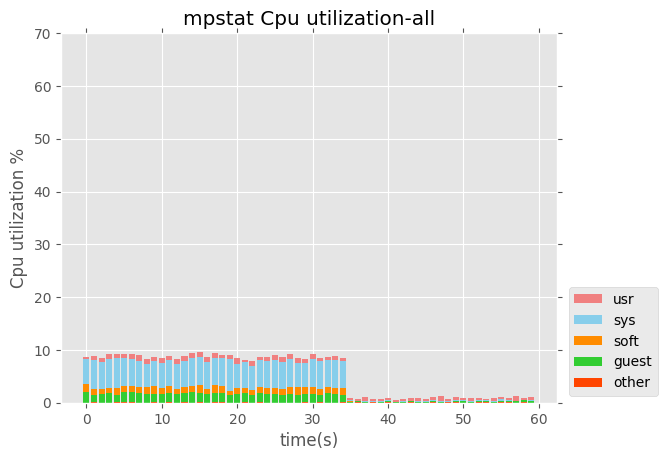 mpstat Cpu utilization-all
70
60
50
40
30
20
10
0
Cpu utilization %
0 10 20 30 40 50 60
time(s)
usr
sys
soft
guest
other